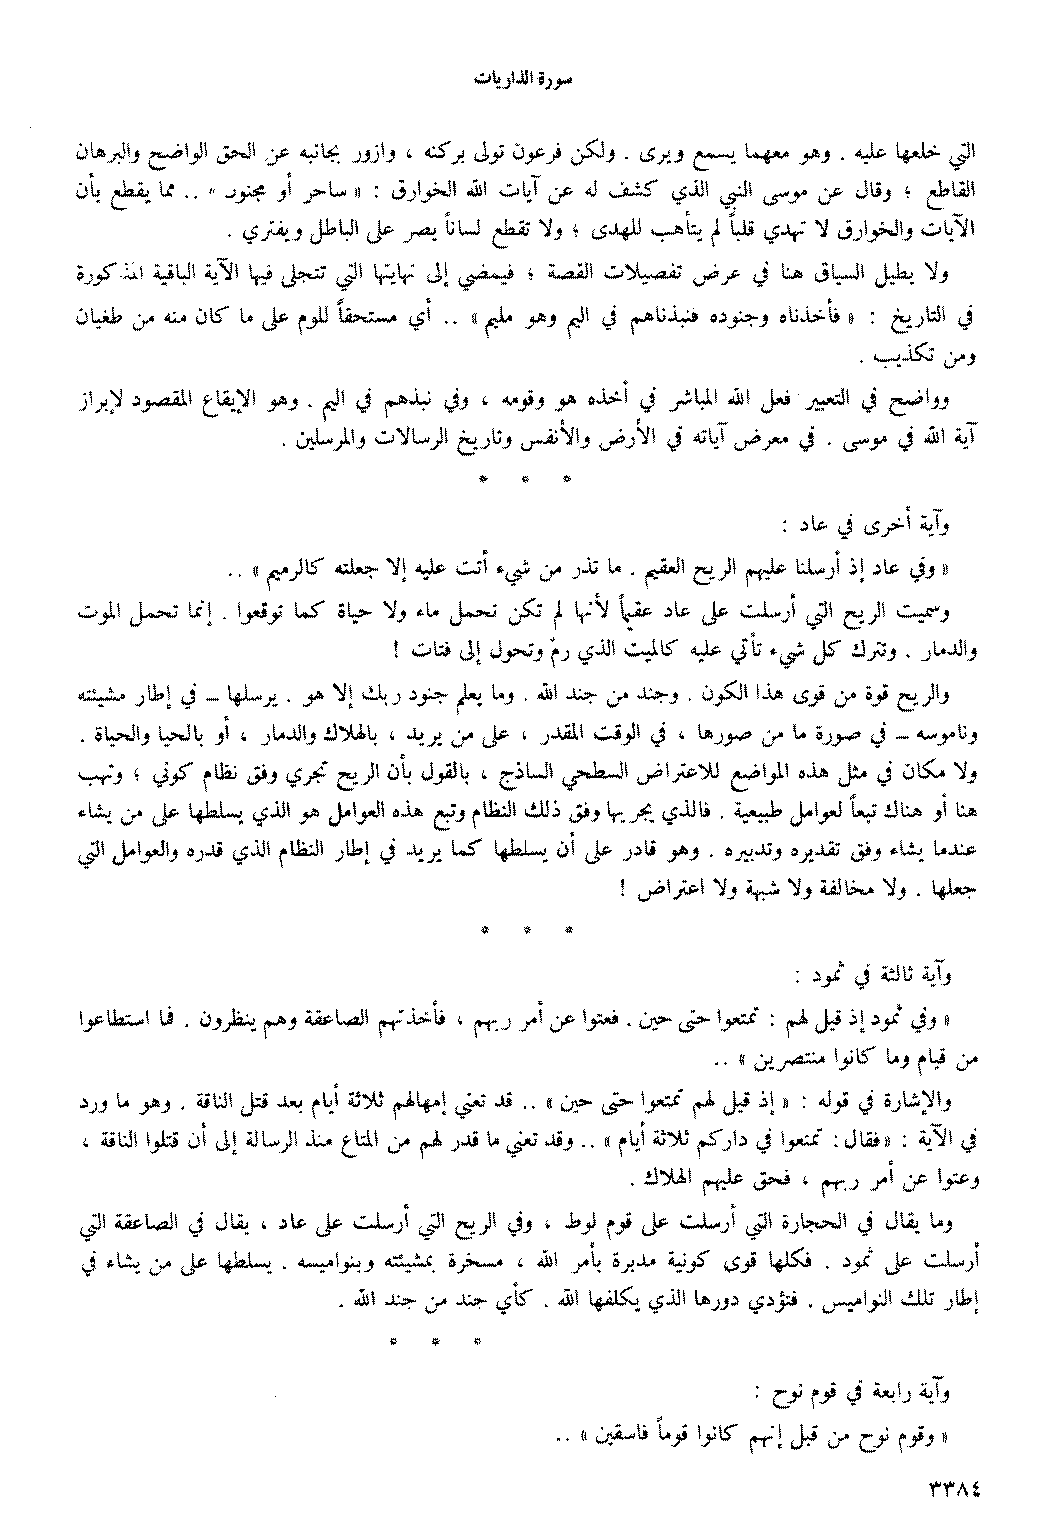 سورة الذاريات
التي خلعها عليه . وهو معهما يسمع ويرى . ولكن فرعون تولى بركنه ، وازور بجانبه عن الحق الواضح والبرهان
القاطع ؛ وقال عن موسى النبي الذي كشف له عن آيات الله الخوارق : « ساحر أو مجنون » .. مما يقطع بأن
الآيات والخوارق لا تهدي قلباً لم يتأهب للهدى ؛ ولا تقطع لساناً يصر على الباطل ويفتري .
ولا يطيل السياق هنا في عرض تفصيلات القصة ؛ فيمضي إلى نهايتها التي تتجلى فيها الآية الباقية المذكورة
في التاريخ : « فأخذناه وجنوده فنبذناهم في اليم وهو مليم » .. أي مستحقاً للوم على ما كان منه من طغيان
ومن تكذيب .
وواضح في التعبير فعل الله المباشر في أخذه هو وقومه ، وفي نبذهم في اليم . وهو الإيقاع المقصود لإبراز
آية الله في موسى . في معرض آياته في الأرض والأنفس وتاريخ الرسالات والمرسلين .
* * *
وآية أخرى في عاد :
« وفي عاد إذ أرسلنا عليهم الريح العقيم . ما تذر من شيء أتت عليه إلا جعلته كالرميم » ..
وسميت الريح التي أرسلت على عاد عقيماً لأنها لم تكن تحمل ماء ولا حياة كما توقعوا . إنما تحمل الموت
والدمار . وتترك كل شيء تأتي عليه كالميت الذي رمّ وتحول إلى فتات !
والريح قوة من قوى هذا الكون . وجند من جند الله . وما يعلم جنود ربك إلا هو . يرسلها – في إطار مشيئته
وناموسه – في صورة ما من صورها ، في الوقت المقدر ، على من يريد ، بالهلاك والدمار ، أو بالحيا والحياة .
ولا مكان في مثل هذه المواضع للاعتراض السطحي الساذج ، بالقول بأن الريح تجري وفق نظام كوني ؛ وتهب
هنا أو هناك تبعاً لعوامل طبيعية . فالذي يجريها وفق ذلك النظام وتبع هذه العوامل هو الذي يسلطها على من يشاء
عندما يشاء وفق تقديره وتدبيره . وهو قادر على أن يسلطها كما يريد في إطار النظام الذي قدره والعوامل التي
جعلها . ولا مخالفة ولا شبهة ولا اعتراض !
* * *
وآية ثالثة في ثمود :
« وفي ثمود إذ قيل لهم : تمتعوا حتى حين . فعتوا عن أمر ربهم ، فأخذتهم الصاعقة وهم ينظرون . فما استطاعوا
من قيام وما كانوا منتصرين » ..
والإشارة في قوله : « إذ قيل لهم تمتعوا حتى حين » .. قد تعني إمهالهم ثلاثة أيام بعد قتل الناقة . وهو ما ورد
في الآية : «فقال : تمتعوا في داركم ثلاثة أيام » .. وقد تعني ما قدر لهم من المتاع منذ الرسالة إلى أن قتلوا الناقة ،
وعتوا عن أمر ربهم ، فحق عليهم الهلاك .
وما يقال في الحجارة التي أرسلت على قوم لوط ، وفي الريح التي أرسلت على عاد ، يقال في الصاعقة التي
أرسلت على ثمود . فكلها قوى كونية مدبرة بأمر الله ، مسخرة بمشيئته وبنواميسه . يسلطها على من يشاء في
إطار تلك النواميس . فتؤدي دورها الذي يكلفها الله . كأي جند من جند الله .
* * *
وآية رابعة في قوم نوح :
« وقوم نوح من قبل إنهم كانوا قوماً فاسقين » ..
٣٣٨٤